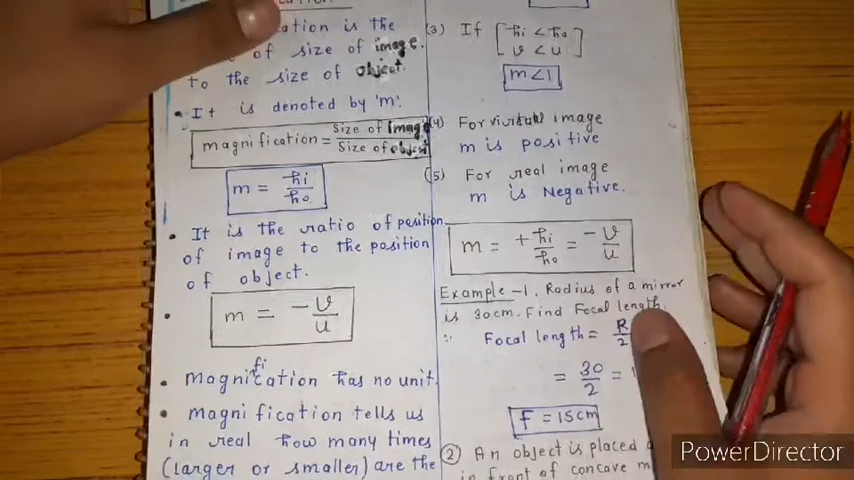 ication is the
of size of image.
to the size of object.
It is denoted by 'm'.
magnification = Size of image / Size of object
m = hi / ho
It is the ratio of position
of image to the position
of object.
m = - v / u
fi
magnification has no unit.
magnification tells us
in real how many times
(larger or smaller) are the
(3) If [hi < ho
v < u]
m < 1
(4) For virtual image
m is positive
(5) For real image
m is Negative.
m = + hi / ho = - v / u
Example - 1. Radius of a mirror
is 30cm. Find Focal length.
∴ Focal length = R / 2
= 30 / 2 =
f = 15cm
(2) An object is placed
in front of concave
PowerDirector